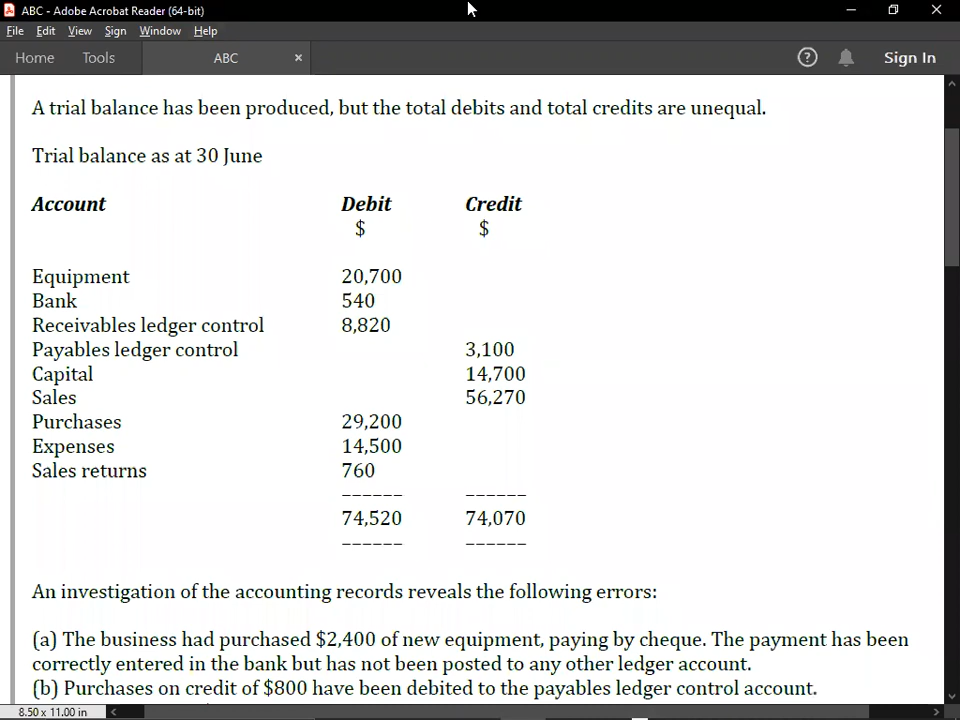 ABC - Adobe Acrobat Reader (64-bit)
File Edit View Sign Window Help
Home Tools ABC × ? Sign In
A trial balance has been produced, but the total debits and total credits are unequal.
Trial balance as at 30 June
Account Debit Credit
$ $
Equipment 20,700
Bank 540
Receivables ledger control 8,820
Payables ledger control 3,100
Capital 14,700
Sales 56,270
Purchases 29,200
Expenses 14,500
Sales returns 760
------ ------
74,520 74,070
------ ------
An investigation of the accounting records reveals the following errors:
(a) The business had purchased $2,400 of new equipment, paying by cheque. The payment has been
correctly entered in the bank but has not been posted to any other ledger account.
(b) Purchases on credit of $800 have been debited to the payables ledger control account.
8.50 x 11.00 in